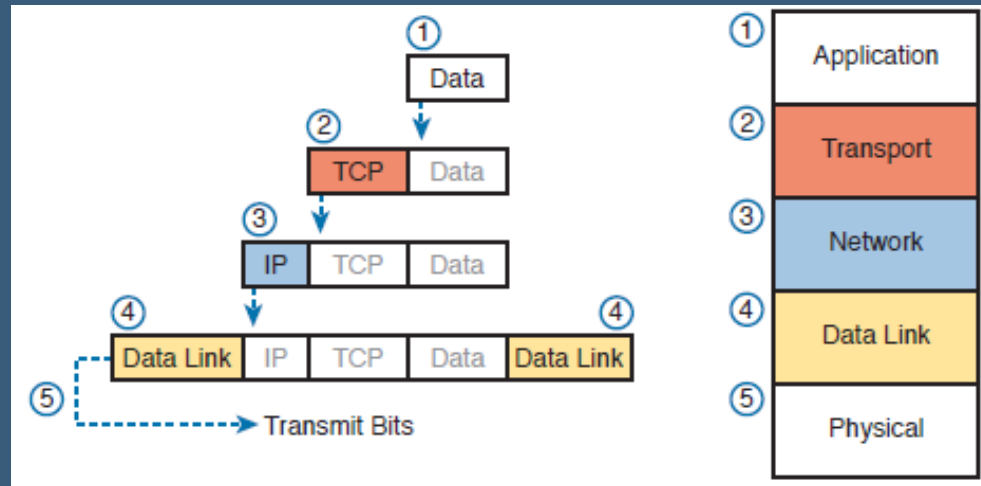 ①
Data
②
TCP Data
③
IP TCP Data
④ ④
Data Link IP TCP Data Data Link
⑤
Transmit Bits
① Application
② Transport
③ Network
④ Data Link
⑤ Physical